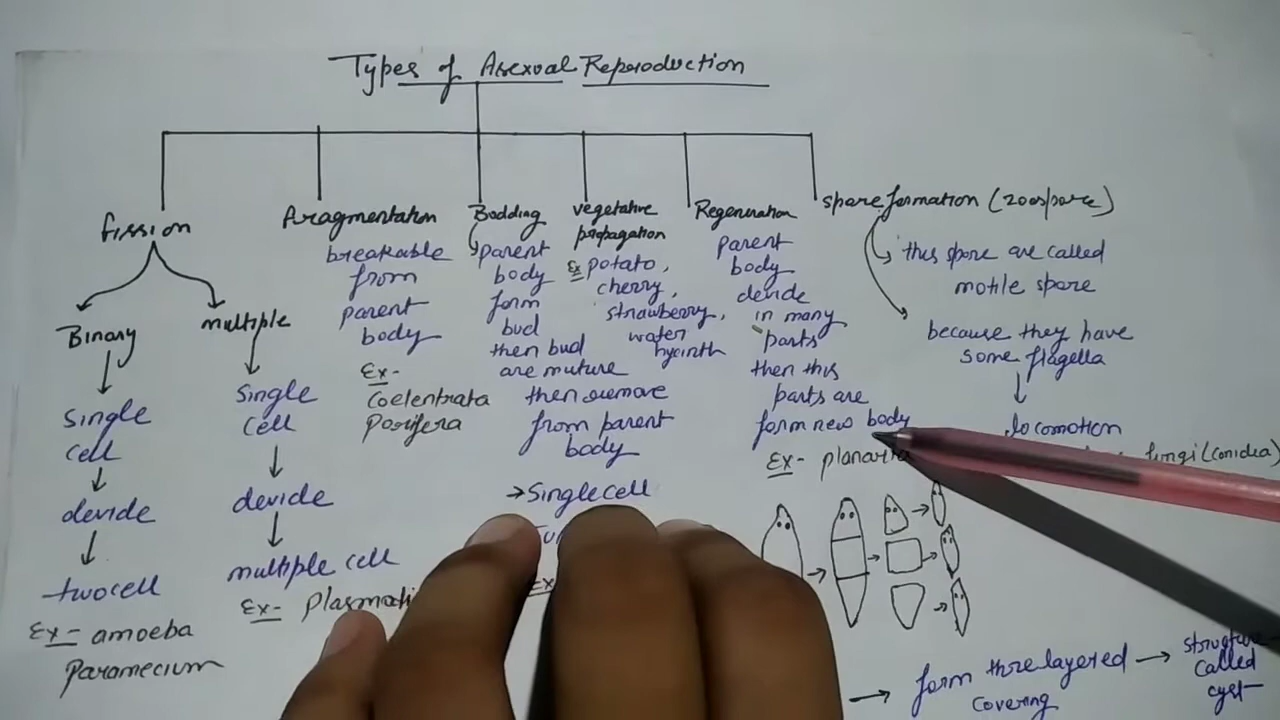 Types of Asexual Reproduction
fission
Binary
single
cell
devide
two cell
Ex- amoeba
Paramecium
multiple
single
cell
devide
multiple cell
Ex-
Aragmentation
breakable
from
parent
body
Ex-
Coelentrata
Porifera
Budding
parent
body
form
bud
then bud
are muture
then remove
from parent
body
→ Single cell
vegetative
propagation
Ex potato,
cherry,
strawberry,
water
hycinth
Regeneration
parent
body
devide
in many
parts
then this
parts are
form new body
Ex- planaria
spore formation (zoospore)
this spore are called
motile spore
because they have
some flagella
locomotion
fungi (conidea)
form three layered
covering
structure
called
cyst